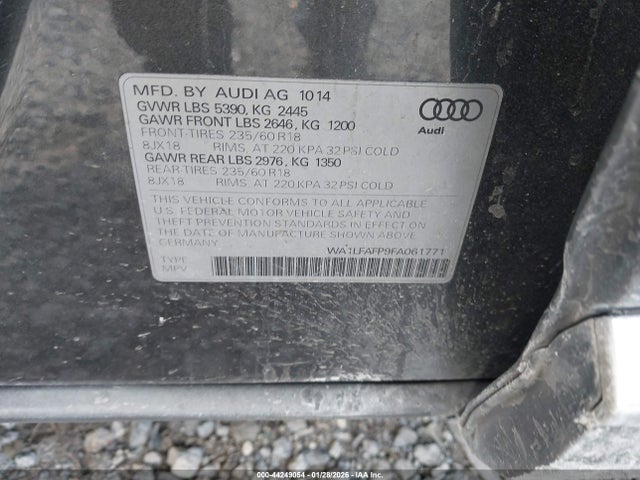 MFD. BY AUDI AG 10 14
GVWR LBS 5390, KG 2445
GAWR FRONT LBS 2646, KG 1200
FRONT-TIRES 235/60 R18
8JX18 RIMS, AT 220 KPA 32 PSI COLD
GAWR REAR LBS 2976, KG 1350
REAR-TIRES 235/60 R18
8JX18 RIMS, AT 220 KPA 32 PSI COLD
Audi
THIS VEHICLE CONFORMS TO ALL APPLICABLE
U.S. FEDERAL MOTOR VEHICLE SAFETY AND
THEFT PREVENTION STANDARDS IN EFFECT ON
THE DATE OF MANUFACTURE SHOWN ABOVE.
GERMANY
WA1LFAFP9FA061771
TYPE:
MPV
000-44249054 | 01/28/2026 - COPYRIGHT IAA, LLC